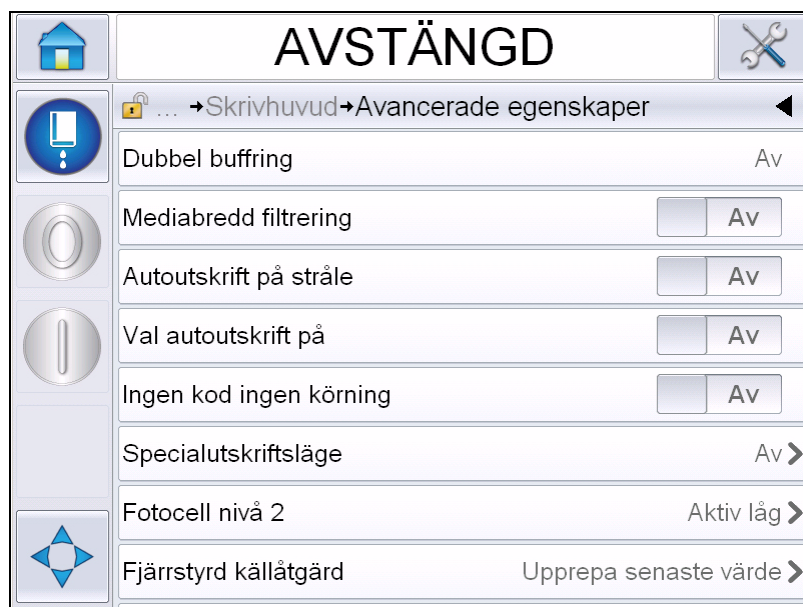 AVSTÄNGD
... →Skrivhuvud→Avancerade egenskaper
Dubbel buffring Av
Mediabredd filtrering Av
Autoutskrift på stråle Av
Val autoutskrift på Av
Ingen kod ingen körning Av
Specialutskriftsläge Av
Fotocell nivå 2 Aktiv låg
Fjärrstyrd källåtgärd Upprepa senaste värde